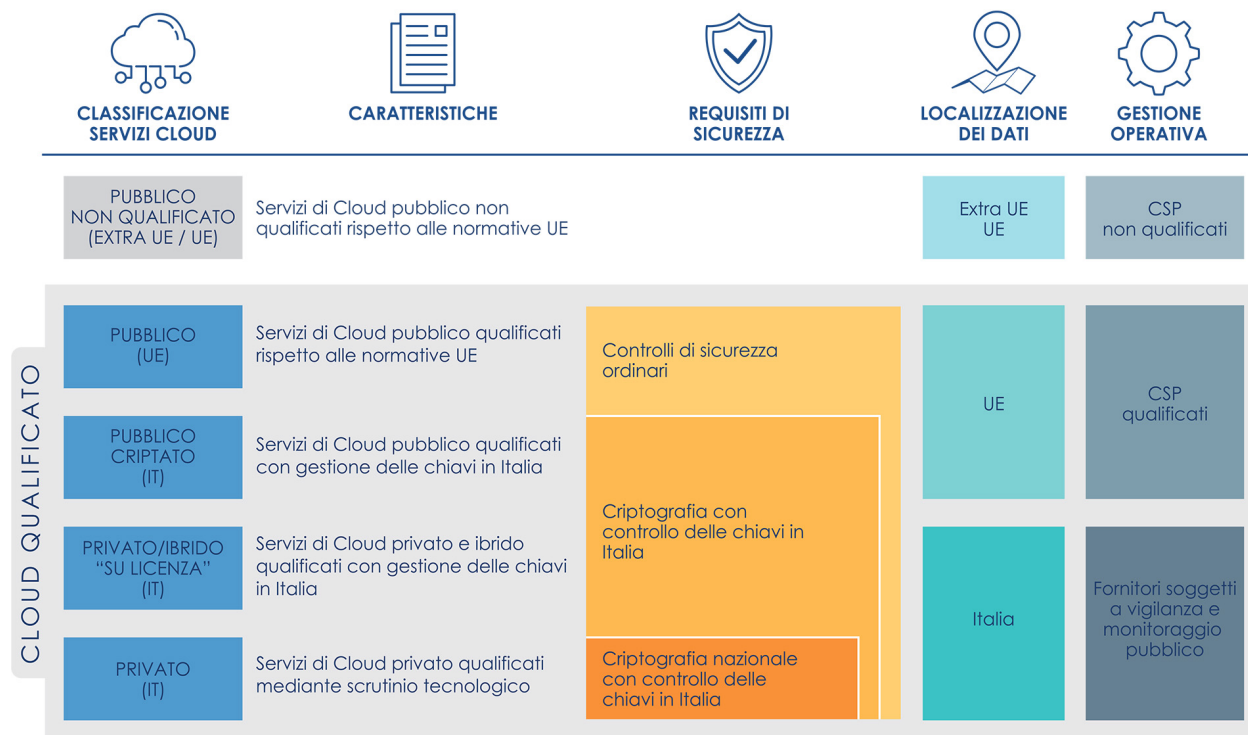 CLASSIFICAZIONE
SERVIZI CLOUD
CARATTERISTICHE
REQUISITI DI
SICUREZZA
LOCALIZZAZIONE
DEI DATI
GESTIONE
OPERATIVA
PUBBLICO
NON QUALIFICATO
(EXTRA UE / UE)
Servizi di Cloud pubblico non
qualificati rispetto alle normative UE
Extra UE
UE
CSP
non qualificati
CLOUD QUALIFICATO
PUBBLICO
(UE)
Servizi di Cloud pubblico qualificati
rispetto alle normative UE
Controlli di sicurezza
ordinari
UE
CSP
qualificati
PUBBLICO
CRIPTATO
(IT)
Servizi di Cloud pubblico qualificati
con gestione delle chiavi in Italia
Criptografia con
controllo delle chiavi in
Italia
PRIVATO/IBRIDO
“SU LICENZA”
(IT)
Servizi di Cloud privato e ibrido
qualificati con gestione delle chiavi
in Italia
Italia
Fornitori soggetti
a vigilanza e
monitoraggio
pubblico
PRIVATO
(IT)
Servizi di Cloud privato qualificati
mediante scrutinio tecnologico
Criptografia nazionale
con controllo delle
chiavi in Italia